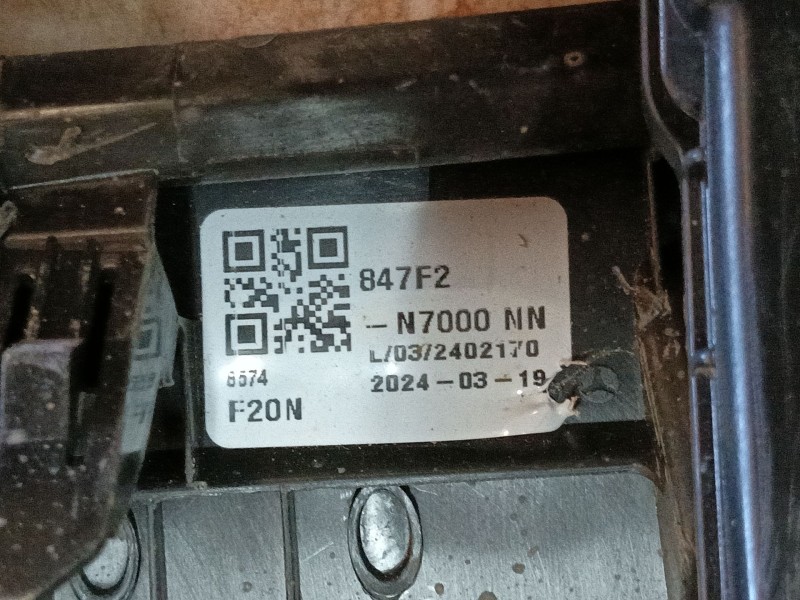 847F2
- N7000 NN
L/03/2402170
8574
2024-03-19
F20N